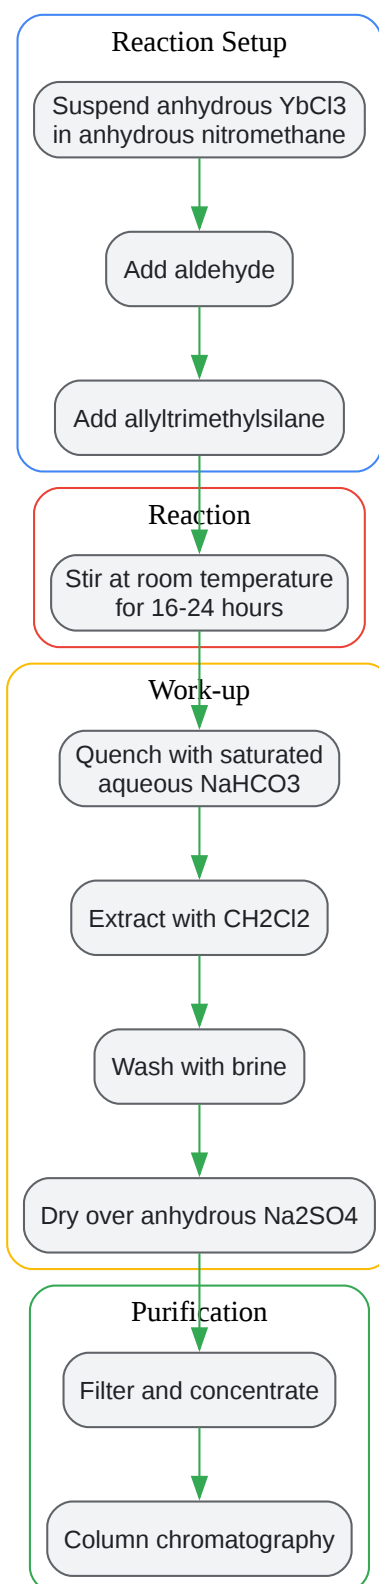 Reaction Setup
Suspend anhydrous YbCl3
in anhydrous nitromethane
Add aldehyde
Add allyltrimethylsilane
Reaction
Stir at room temperature
for 16-24 hours
Work-up
Quench with saturated
aqueous NaHCO3
Extract with CH2Cl2
Wash with brine
Dry over anhydrous Na2SO4
Purification
Filter and concentrate
Column chromatography